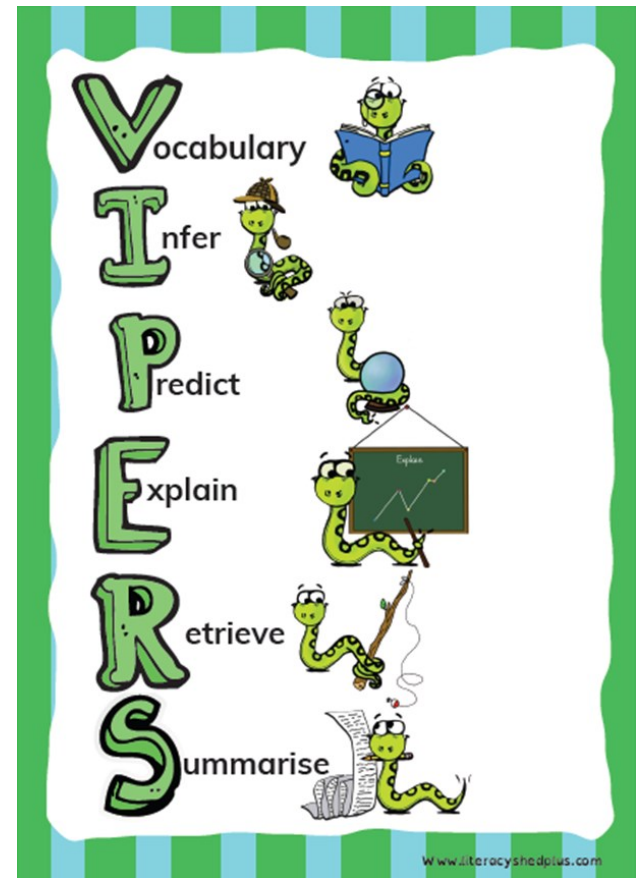 Vocabulary
Infer
Predict
Explain
Explain
Retrieve
Summarise
www.literacyshedplus.com